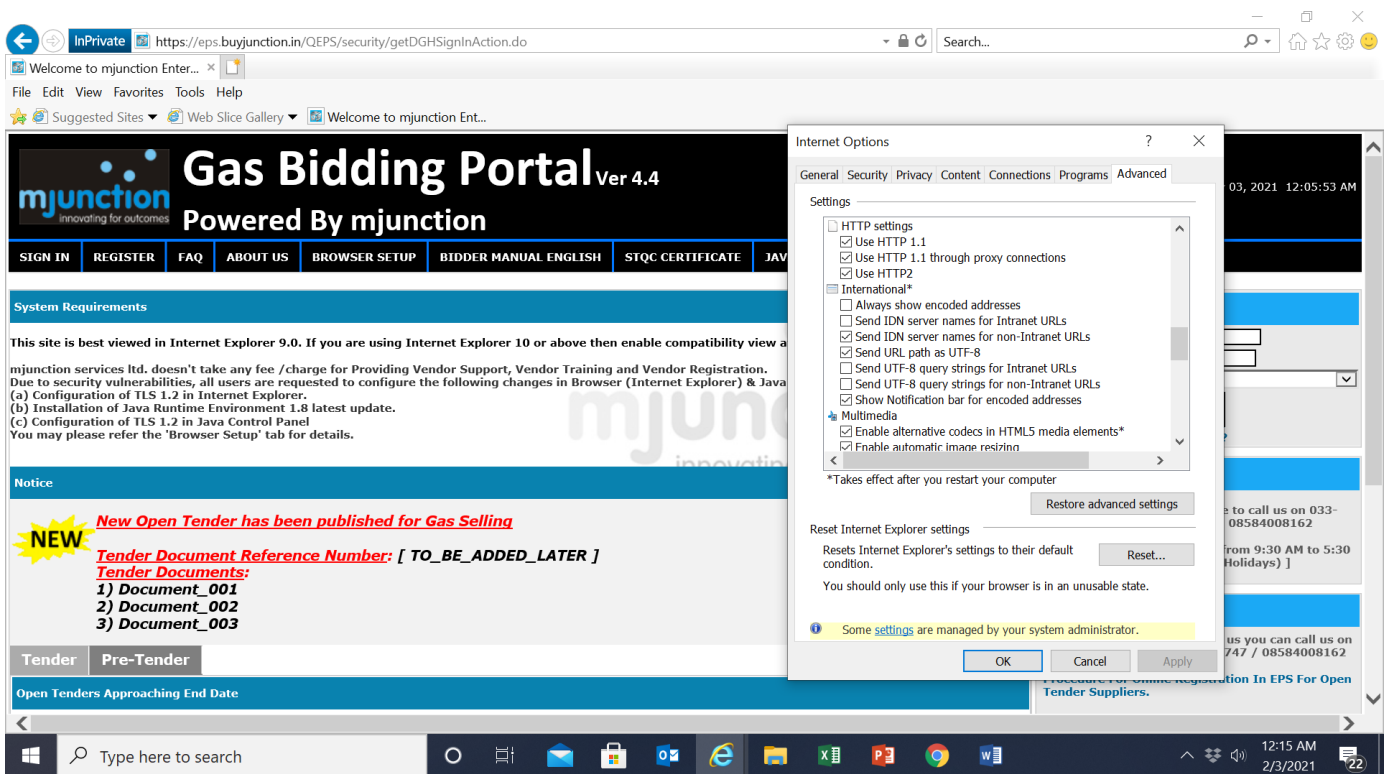 InPrivate https://eps.buyjunction.in/QEPS/security/getDGHSignInAction.do Search...
Welcome to mjunction Enter...
File Edit View Favorites Tools Help
Suggested Sites Web Slice Gallery Welcome to mjunction Ent...
mjunction
innovating for outcomes
Gas Bidding Portal Ver 4.4
Powered By mjunction
03, 2021 12:05:53 AM
SIGN IN REGISTER FAQ ABOUT US BROWSER SETUP BIDDER MANUAL ENGLISH STQC CERTIFICATE JAV
System Requirements
This site is best viewed in Internet Explorer 9.0. If you are using Internet Explorer 10 or above then enable compatibility view a
mjunction services ltd. doesn't take any fee /charge for Providing Vendor Support, Vendor Training and Vendor Registration.
Due to security vulnerabilities, all users are requested to configure the following changes in Browser (Internet Explorer) & Java
(a) Configuration of TLS 1.2 in Internet Explorer.
(b) Installation of Java Runtime Environment 1.8 latest update.
(c) Configuration of TLS 1.2 in Java Control Panel
You may please refer the 'Browser Setup' tab for details.
Notice
NEW
New Open Tender has been published for Gas Selling
Tender Document Reference Number: [ TO_BE_ADDED_LATER ]
Tender Documents:
1) Document_001
2) Document_002
3) Document_003
Tender Pre-Tender
Open Tenders Approaching End Date
Internet Options ?
General Security Privacy Content Connections Programs Advanced
Settings
HTTP settings
Use HTTP 1.1
Use HTTP 1.1 through proxy connections
Use HTTP2
International*
Always show encoded addresses
Send IDN server names for Intranet URLs
Send IDN server names for non-Intranet URLs
Send URL path as UTF-8
Send UTF-8 query strings for Intranet URLs
Send UTF-8 query strings for non-Intranet URLs
Show Notification bar for encoded addresses
Multimedia
Enable alternative codecs in HTML5 media elements*
Enable automatic image resizing
*Takes effect after you restart your computer
Restore advanced settings
Reset Internet Explorer settings
Resets Internet Explorer's settings to their default
condition.
Reset...
You should only use this if your browser is in an unusable state.
Some settings are managed by your system administrator.
OK Cancel Apply
e to call us on 033-
08584008162
from 9:30 AM to 5:30
Holidays) ]
us you can call us on
747 / 08584008162
Procedure For Online Registration In EPS For Open
Tender Suppliers.
Type here to search
12:15 AM
2/3/2021
22